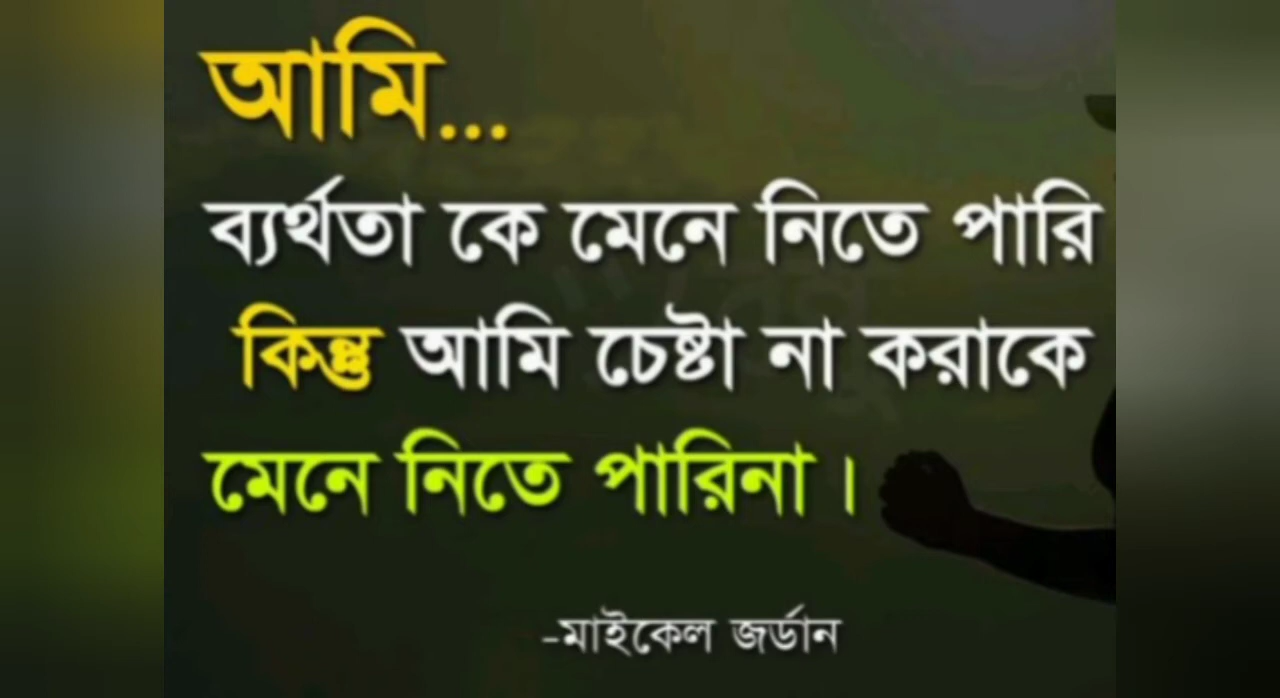 আমি...
ব্যর্থতা কে মেনে নিতে পারি
কিন্তু আমি চেষ্টা না করাকে
মেনে নিতে পারিনা।
-মাইকেল জর্ডান